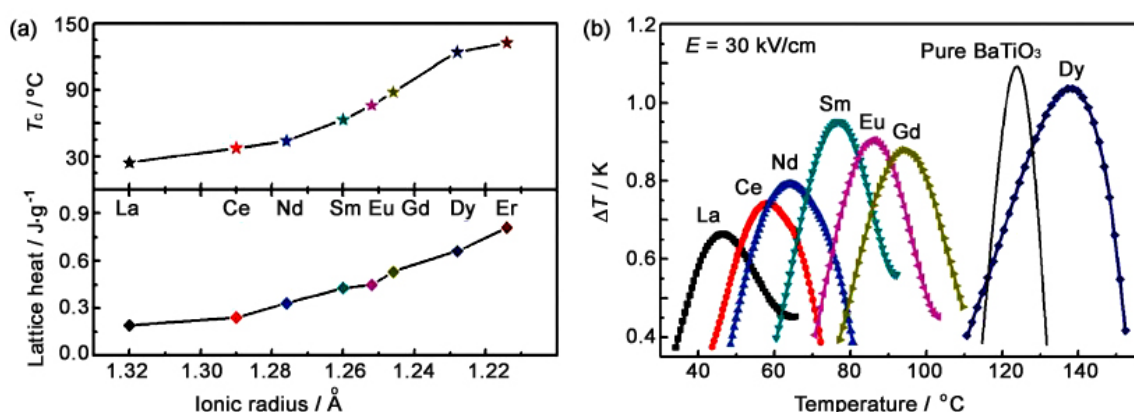 (a)
150
90
30
T_c / ºC
La Ce Nd Sm Eu Gd Dy Er
0.9
0.6
0.3
0.0
Lattice heat / J·g⁻¹
1.32 1.30 1.28 1.26 1.24 1.22
Ionic radius / Å
(b)
1.2
1.0
0.8
0.6
0.4
ΔT / K
E = 30 kV/cm
Pure BaTiO₃
Dy
Sm
Eu
Gd
Nd
Ce
La
40 60 80 100 120 140
Temperature / °C